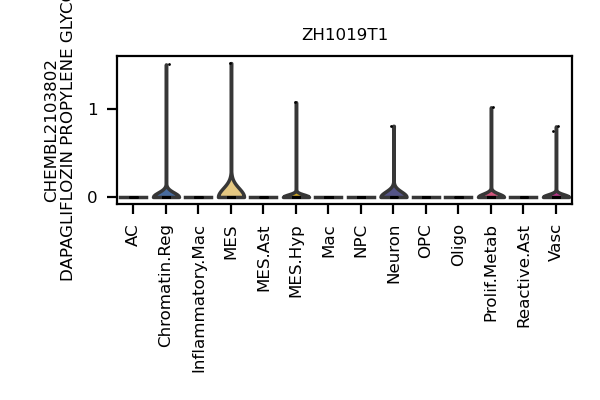 ZH1019T1
CHEMBL2103802
DAPAGLIFLOZIN PROPYLENE
1
0
AC
Chromatin.Reg
Inflammatory.Mac
MES
MES.Ast
MES.Hyp
Mac
NPC
Neuron
OPC
Oligo
Prolif.Metab
Reactive.Ast
Vasc